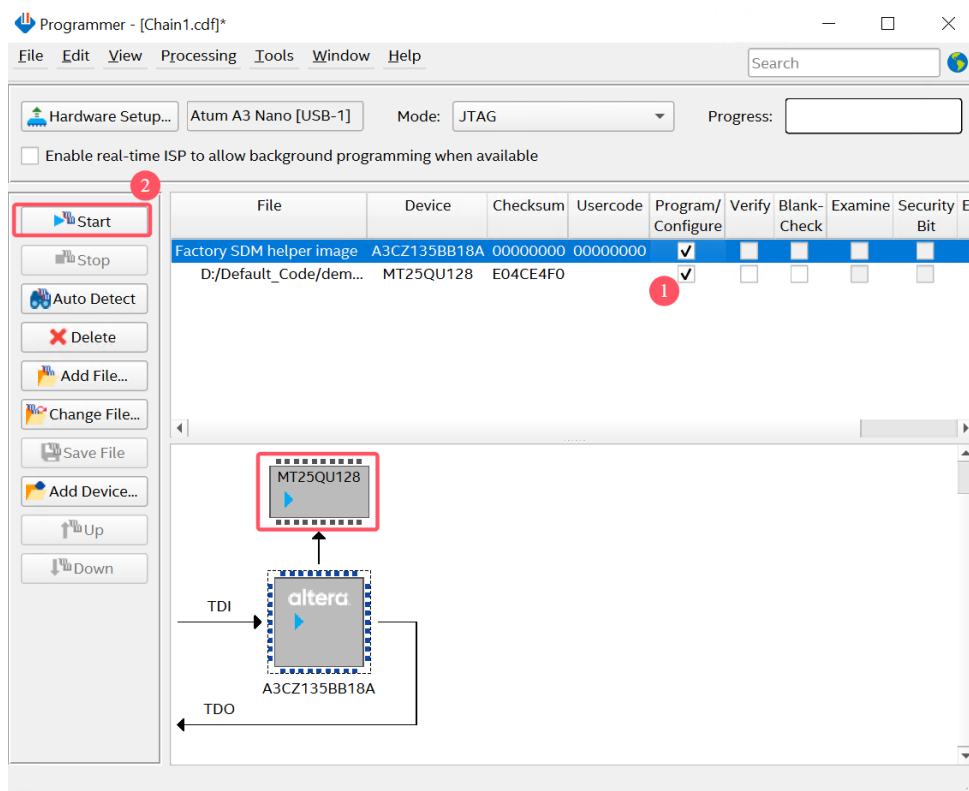 Programmer - [Chain1.cdf]*
File Edit View Processing Tools Window Help
Search
Hardware Setup... Atum A3 Nano [USB-1] Mode: JTAG Progress:
Enable real-time ISP to allow background programming when available
2
Start
Stop
Auto Detect
Delete
Add File...
Change File...
Save File
Add Device...
Up
Down
File Device Checksum Usercode Program/ Verify Blank- Examine Security E
Configure Check Bit
Factory SDM helper image A3CZ135BB18A 00000000 00000000
D:/Default_Code/dem... MT25QU128 E04CE4F0
1
MT25QU128
altera
TDI
A3CZ135BB18A
TDO